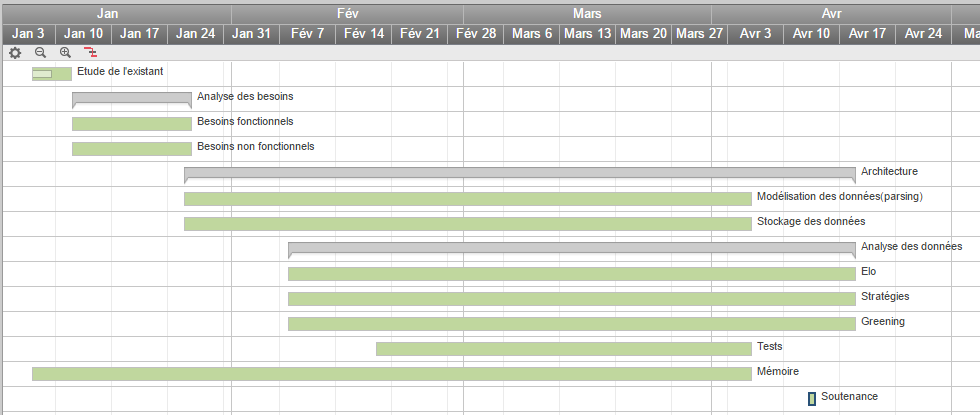 Jan Fév Mars Avr
Jan 3 Jan 10 Jan 17 Jan 24 Jan 31 Fév 7 Fév 14 Fév 21 Fév 28 Mars 6 Mars 13 Mars 20 Mars 27 Avr 3 Avr 10 Avr 17 Avr 24 Ma
Etude de l'existant
Analyse des besoins
Besoins fonctionnels
Besoins non fonctionnels
Architecture
Modélisation des données(parsing)
Stockage des données
Analyse des données
Elo
Stratégies
Greening
Tests
Mémoire
Soutenance